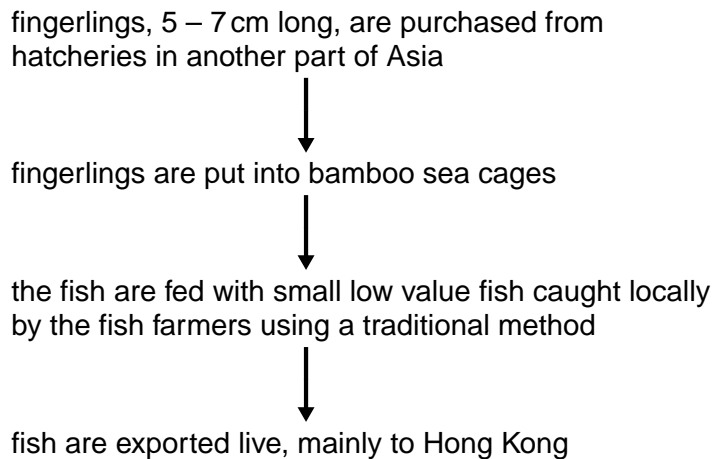 fingerlings, 5 – 7 cm long, are purchased from
hatcheries in another part of Asia
fingerlings are put into bamboo sea cages
the fish are fed with small low value fish caught locally
by the fish farmers using a traditional method
fish are exported live, mainly to Hong Kong